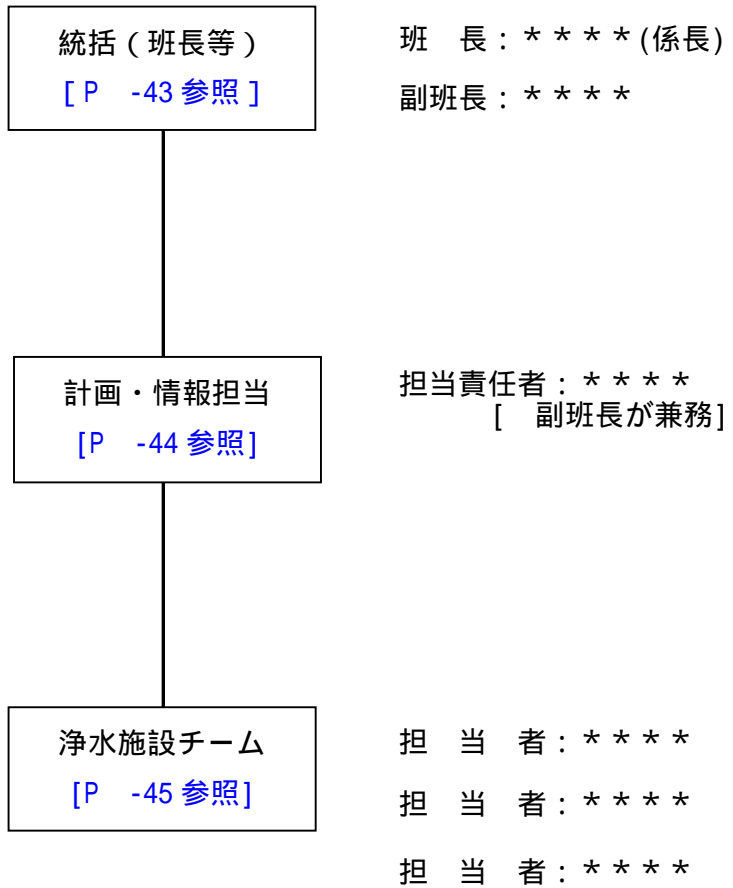 統括（班長等）
[P　-43 参照]
班　長：＊＊＊＊(係長)
副班長：＊＊＊＊
計画・情報担当
[P　-44 参照]
担当責任者：＊＊＊＊
[　副班長が兼務]
浄水施設チーム
[P　-45 参照]
担　当　者：＊＊＊＊
担　当　者：＊＊＊＊
担　当　者：＊＊＊＊